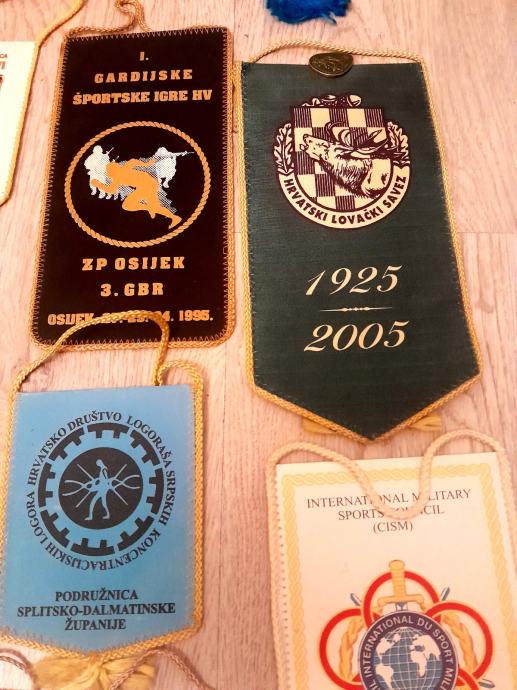 I.
GARDIJSKE
ŠPORTSKE IGRE HV
ZP OSIJEK
3. GBR
OSIJEK, 1995.
HRVATSKI LOVAČKI SAVEZ
1925
2005
HRVATSKO DRUŠTVO LOGORAŠA SRPSKIH KONCENTRACIJSKIH LOGORA
PODRUŽNICA
SPLITSKO-DALMATINSKE
ŽUPANIJE
INTERNATIONAL MILITARY
SPORTS COUNCIL
(CISM)
INTERNATIONAL DU SPORT